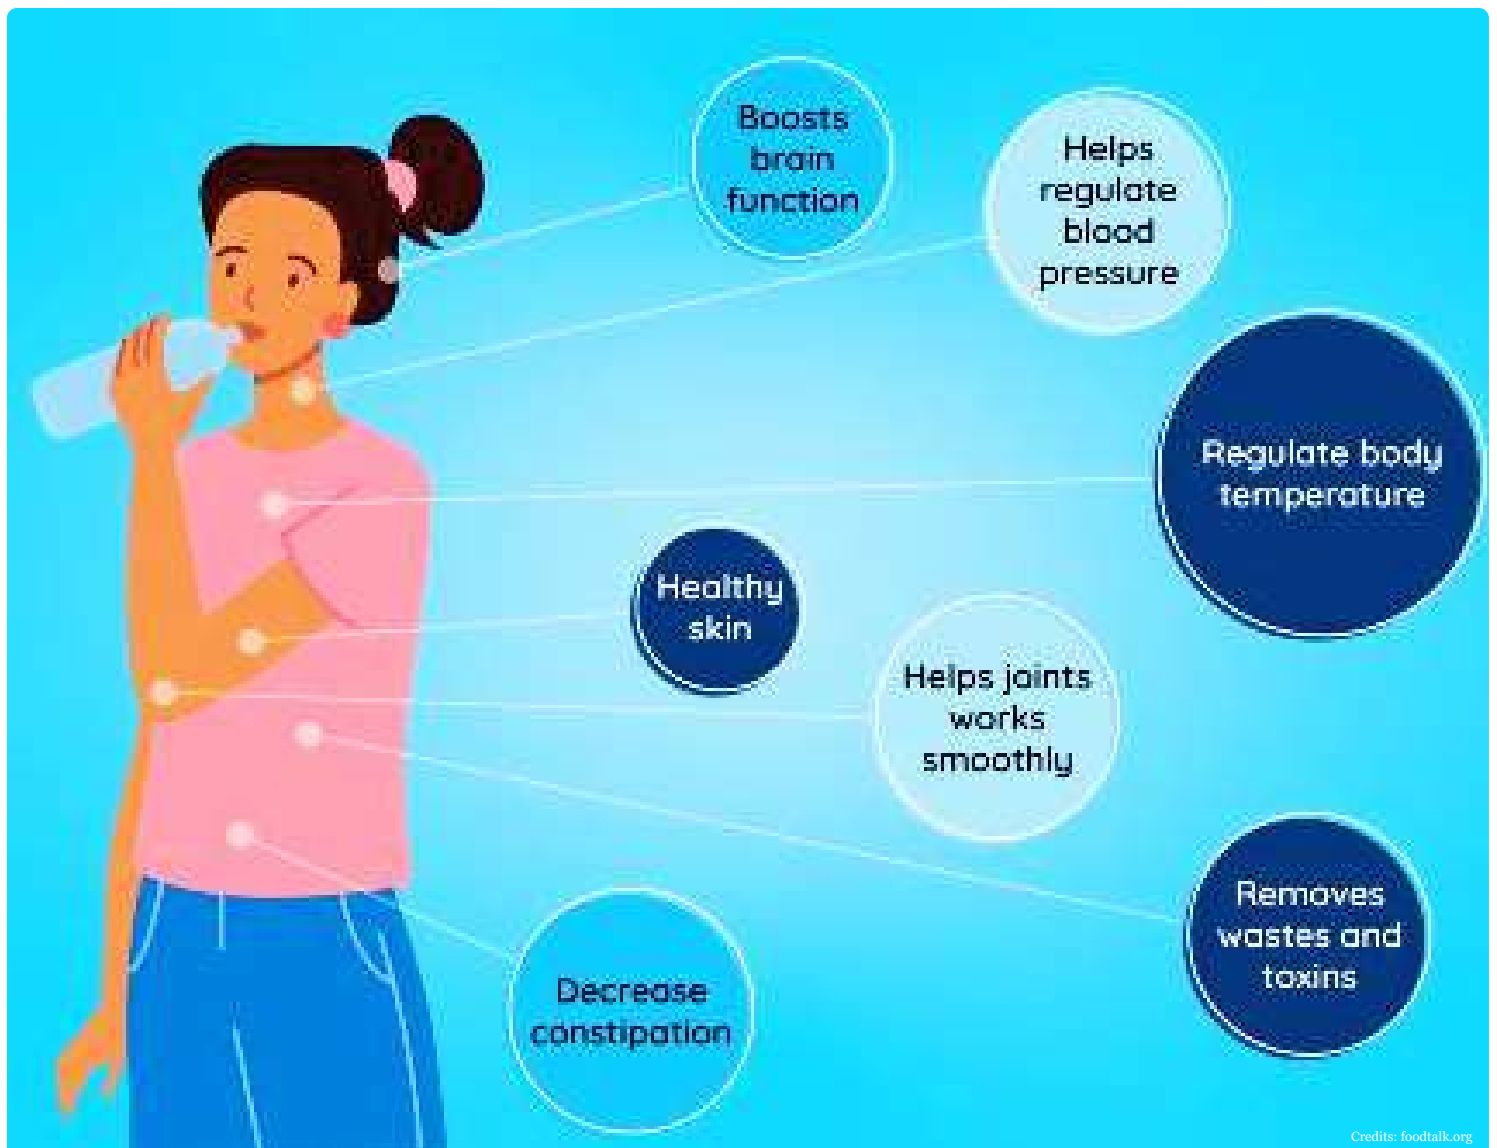 Boosts
brain
function
Helps
regulate
blood
pressure
Regulate body
temperature
Healthy
skin
Helps joints
works
smoothly
Removes
wastes and
toxins
Decrease
constipation
Credits: foodtalk.org